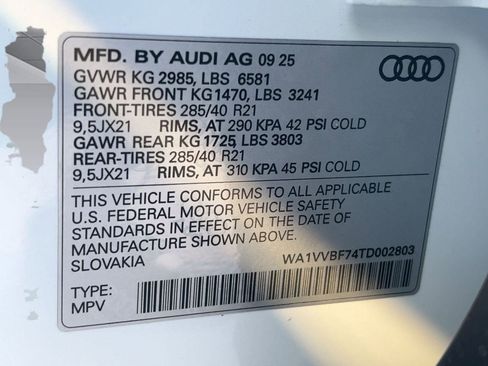 MFD. BY AUDI AG 09 25
GVWR KG 2985, LBS 6581
GAWR FRONT KG1470, LBS 3241
FRONT-TIRES 285/40 R21
9,5JX21 RIMS, AT 290 KPA 42 PSI COLD
GAWR REAR KG 1725, LBS 3803
REAR-TIRES 285/40 R21
9,5JX21 RIMS, AT 310 KPA 45 PSI COLD
THIS VEHICLE CONFORMS TO ALL APPLICABLE
U.S. FEDERAL MOTOR VEHICLE SAFETY
STANDARDS IN EFFECT ON THE DATE OF
MANUFACTURE SHOWN ABOVE.
SLOVAKIA WA1VVBF74TD002803
TYPE:
MPV